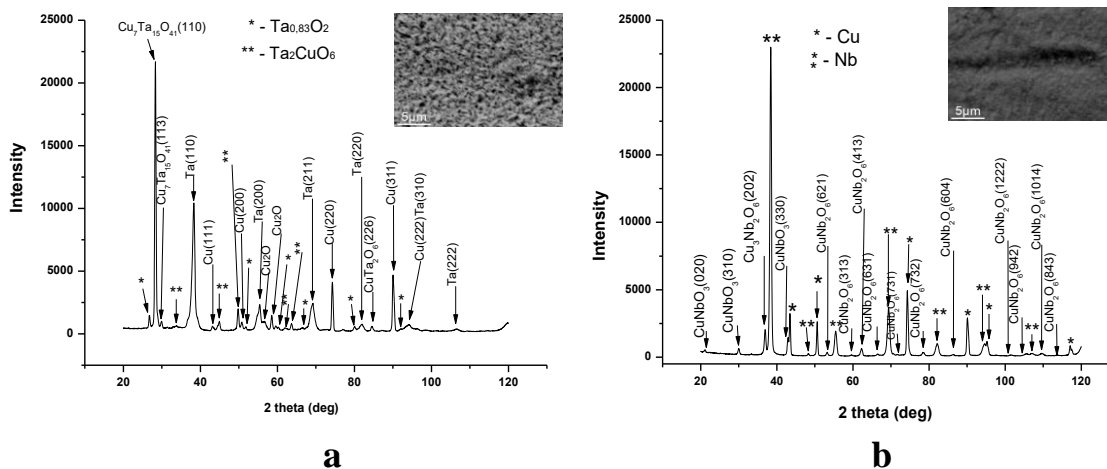 Cu7Ta15O41(110)
* - Ta0,83O2
** - Ta2CuO6
5µm
25000
20000
15000
10000
5000
0
Intensity
Cu7Ta15O41(113)
Ta(110)
*
**
Cu(111)
**
**
Cu(200)
*
Ta(200)
Cu2O
Cu2O
**
*
**
*
Ta(211)
Cu(220)
*
Ta(220)
CuTa2O6(226)
Cu(311)
*
Cu(222)Ta(310)
Ta(222)
20
40
60
80
100
120
2 theta (deg)
a
**
* - Cu
** - Nb
5µm
25000
20000
15000
10000
5000
0
Intensity
CuNbO3(020)
CuNbO3(310)
Cu3Nb2O6(202)
CuNbO3(330)
*
**
*
CuNb2O6(621)
**
CuNb2O6(313)
CuNb2O6(413)
CuNb2O6(631)
**
CuNb2O6(731)
*
CuNb2O6(732)
**
CuNb2O6(604)
*
**
*
CuNb2O6(1222)
CuNb2O6(942)
**
CuNb2O6(1014)
CuNb2O6(843)
*
20
40
60
80
100
120
2 theta (deg)
b